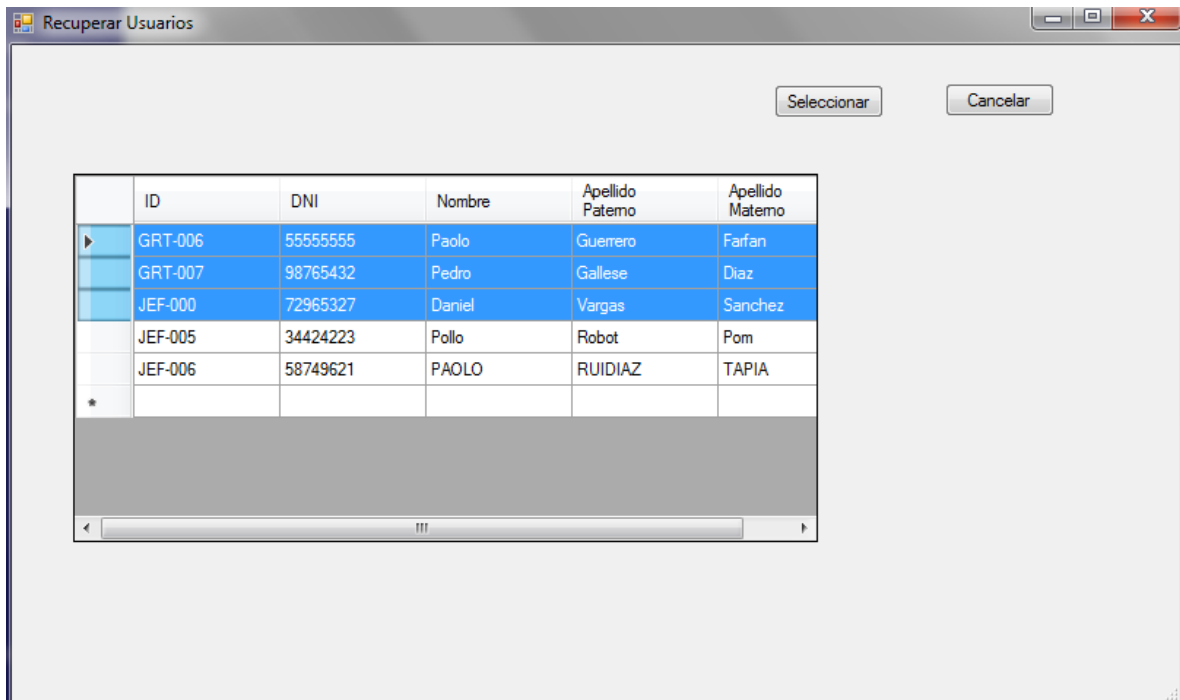 Recuperar Usuarios
Seleccionar Cancelar
ID DNI Nombre Apellido Paterno Apellido Materno
GRT-006 55555555 Paolo Guerrero Farfan
GRT-007 98765432 Pedro Gallese Diaz
JEF-000 72965327 Daniel Vargas Sanchez
JEF-005 34424223 Pollo Robot Pom
JEF-006 58749621 PAOLO RUIDIAZ TAPIA